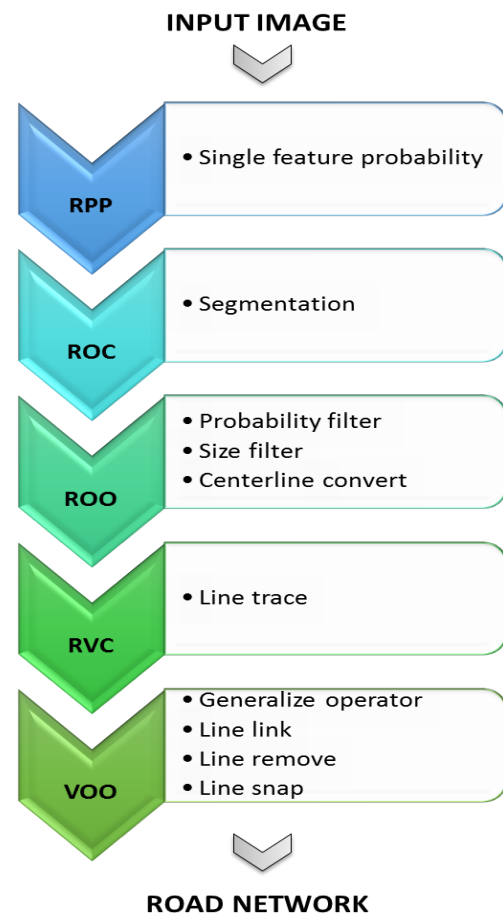 INPUT IMAGE
RPP
• Single feature probability
ROC
• Segmentation
ROO
• Probability filter
• Size filter
• Centerline convert
RVC
• Line trace
VOO
• Generalize operator
• Line link
• Line remove
• Line snap
ROAD NETWORK